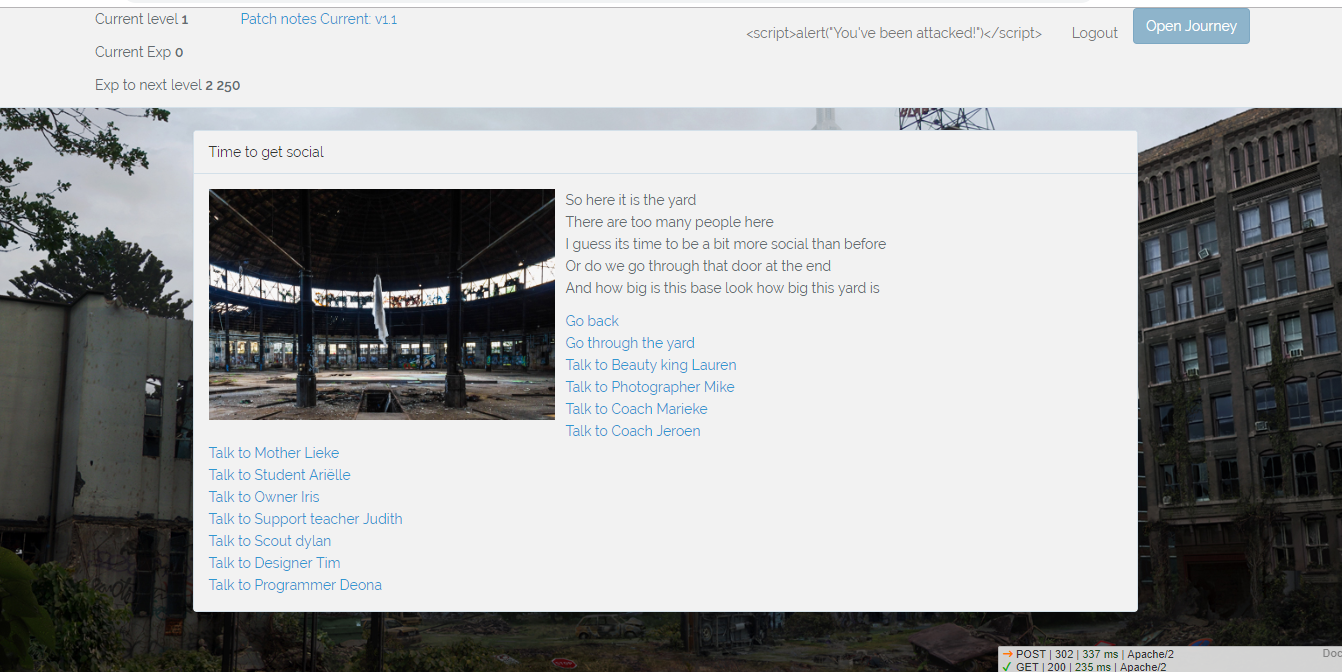 Current level 1
Patch notes Current: v1.1
<script>alert("You've been attacked!")</script>
Logout
Open Journey
Current Exp 0
Exp to next level 2 250
Time to get social
So here it is the yard
There are too many people here
I guess its time to be a bit more social than before
Or do we go through that door at the end
And how big is this base look how big this yard is
Go back
Go through the yard
Talk to Beauty king Lauren
Talk to Photographer Mike
Talk to Coach Marieke
Talk to Coach Jeroen
Talk to Mother Lieke
Talk to Student Ariëlle
Talk to Owner Iris
Talk to Support teacher Judith
Talk to Scout dylan
Talk to Designer Tim
Talk to Programmer Deona
POST | 302 | 337 ms | Apache/2
GET | 200 | 235 ms | Apache/2